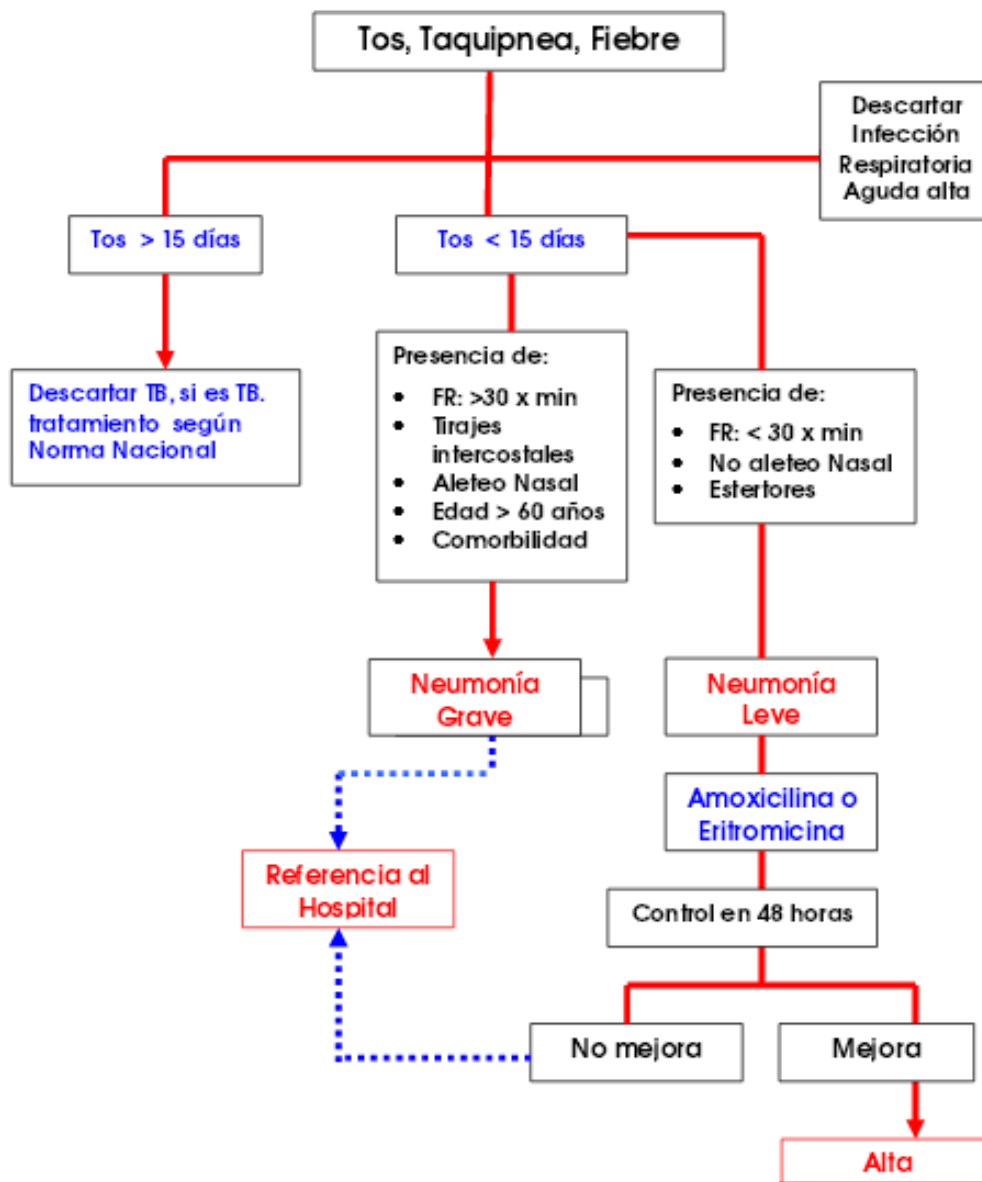 Tos, Taquipnea, Fiebre
Descartar
Infección
Respiratoria
Aguda alta
Tos > 15 días
Tos < 15 días
Descartar TB, si es TB.
tratamiento según
Norma Nacional
Presencia de:
• FR: >30 x min
• Tirajes
intercostales
• Aleteo Nasal
• Edad > 60 años
• Comorbilidad
Presencia de:
• FR: < 30 x min
• No aleteo Nasal
• Estertores
Neumonía
Grave
Neumonía
Leve
Amoxicilina o
Eritromicina
Referencia al
Hospital
Control en 48 horas
No mejora
Mejora
Alta